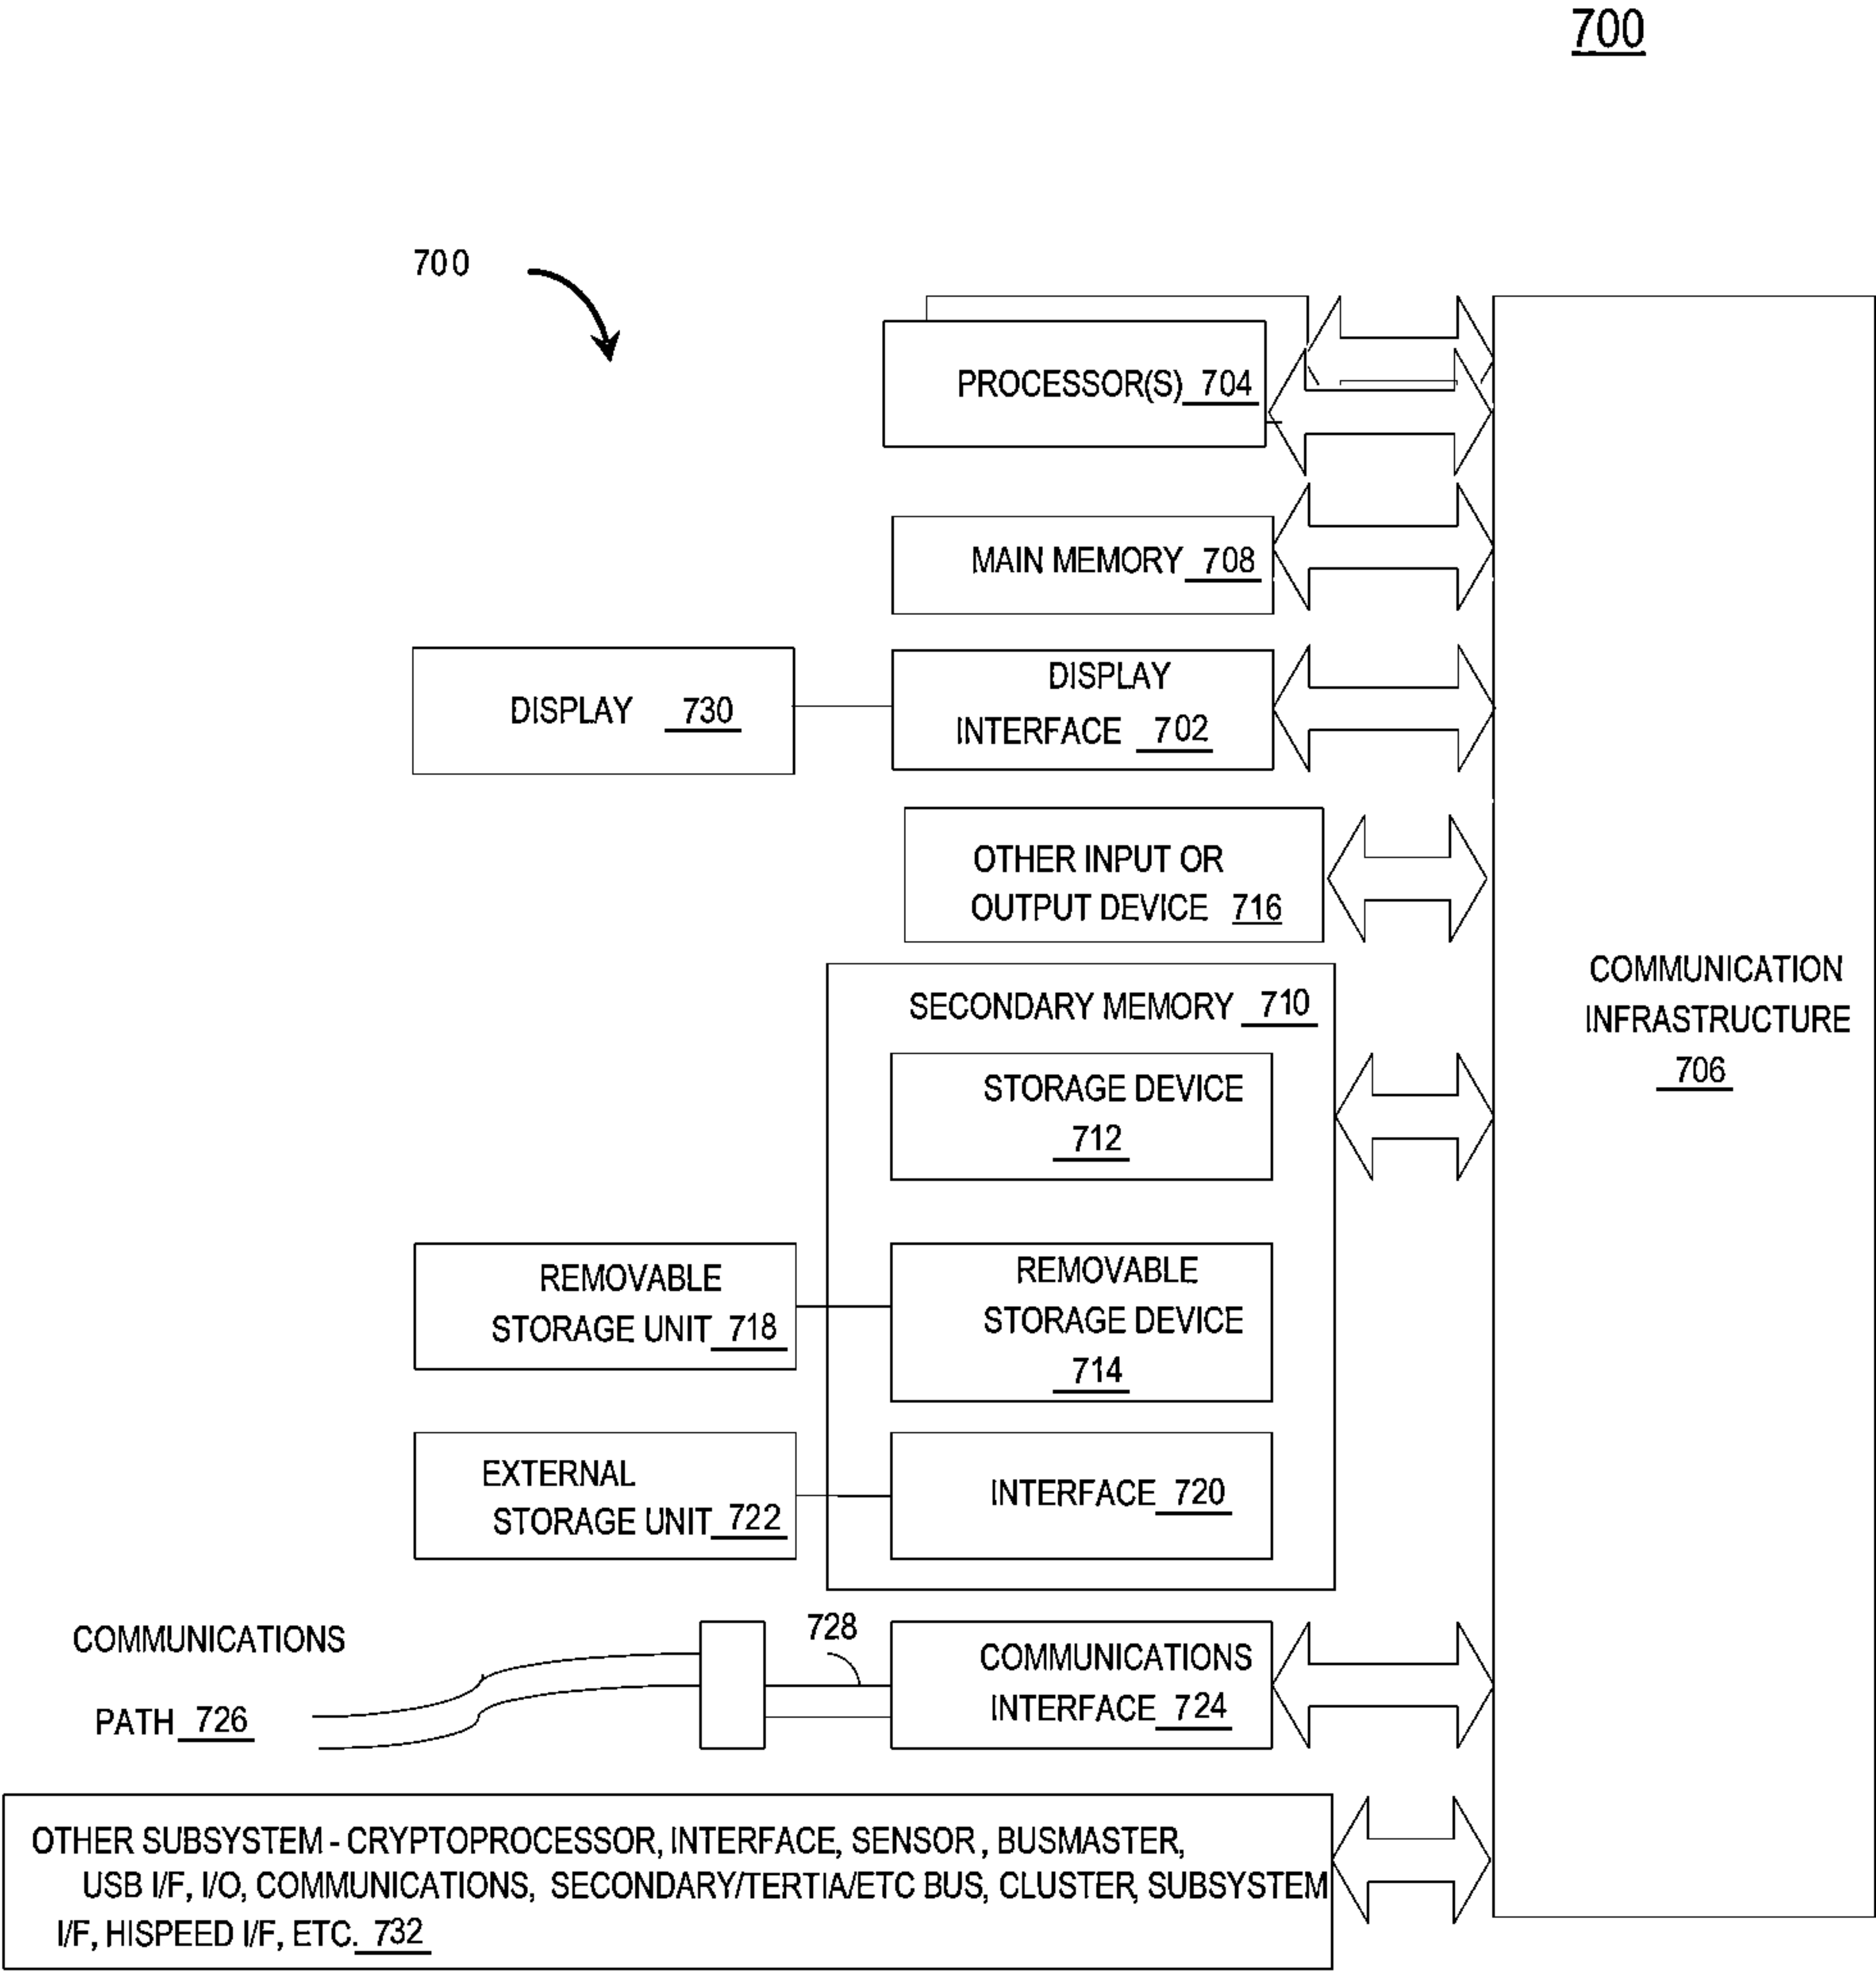 700
700
PROCESSOR(S) 704
MAIN MEMORY 708
DISPLAY 730
DISPLAY
INTERFACE 702
OTHER INPUT OR
OUTPUT DEVICE 716
SECONDARY MEMORY 710
STORAGE DEVICE
712
COMMUNICATION
INFRASTRUCTURE
706
REMOVABLE
STORAGE UNIT 718
REMOVABLE
STORAGE DEVICE
714
EXTERNAL
STORAGE UNIT 722
INTERFACE 720
COMMUNICATIONS
PATH 726
728
COMMUNICATIONS
INTERFACE 724
OTHER SUBSYSTEM - CRYPTOPROCESSOR, INTERFACE, SENSOR, BUSMASTER,
USB I/F, I/O, COMMUNICATIONS, SECONDARY/TERTIA/ETC BUS, CLUSTER, SUBSYSTEM
I/F, HISPEED I/F, ETC. 732